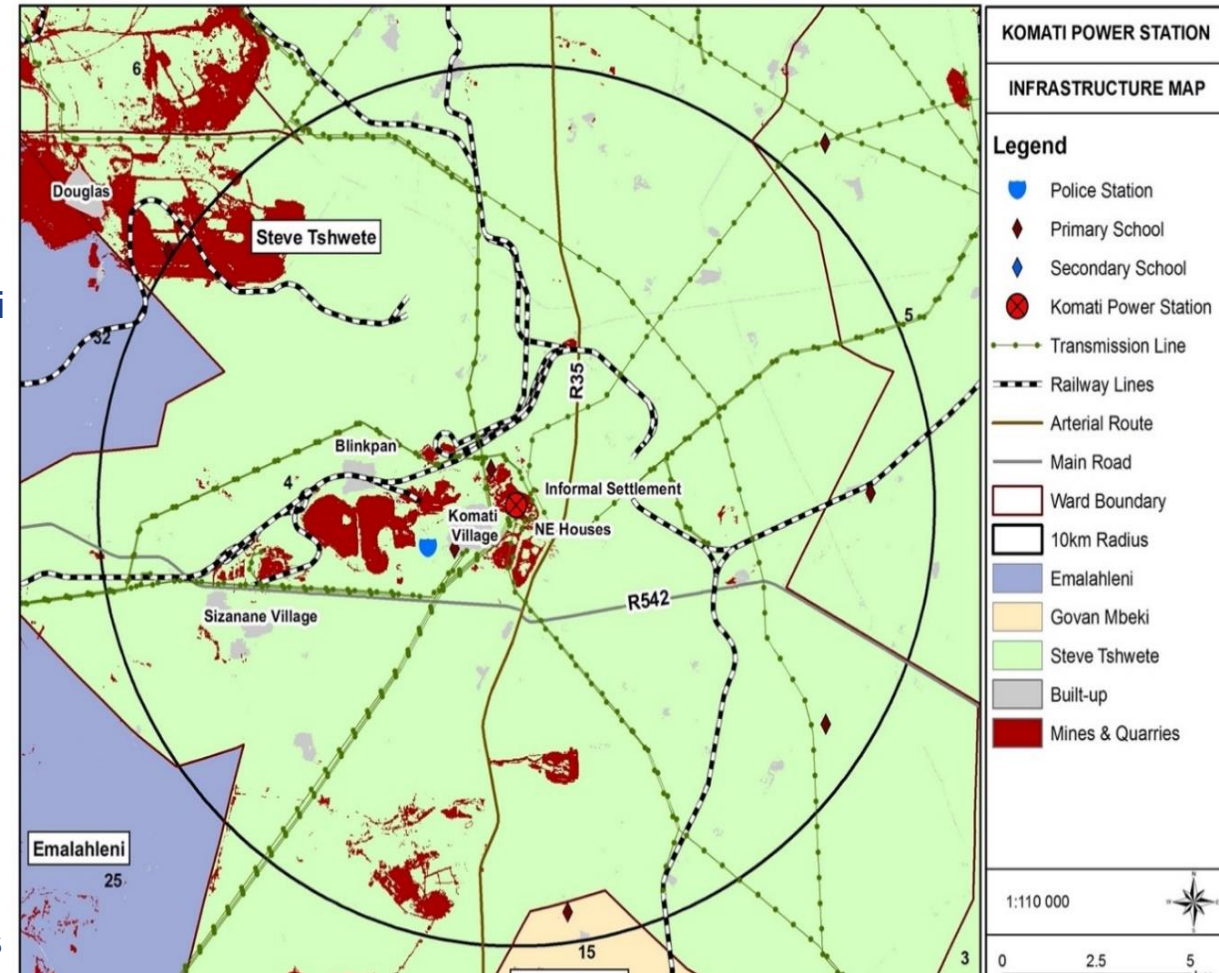 KOMATI POWER STATION
INFRASTRUCTURE MAP
Legend
Police Station
Primary School
Secondary School
Komati Power Station
Transmission Line
Railway Lines
Arterial Route
Main Road
Ward Boundary
10km Radius
Emalahleni
Govan Mbeki
Steve Tshwete
Built-up
Mines & Quarries
1:110 000
0 2.5 5
6
Douglas
Steve Tshwete
32
5
R35
Blinkpan
4
Informal Settlement
Komati
Village
NE Houses
R542
Sizanane Village
Emalahleni
25
15
3